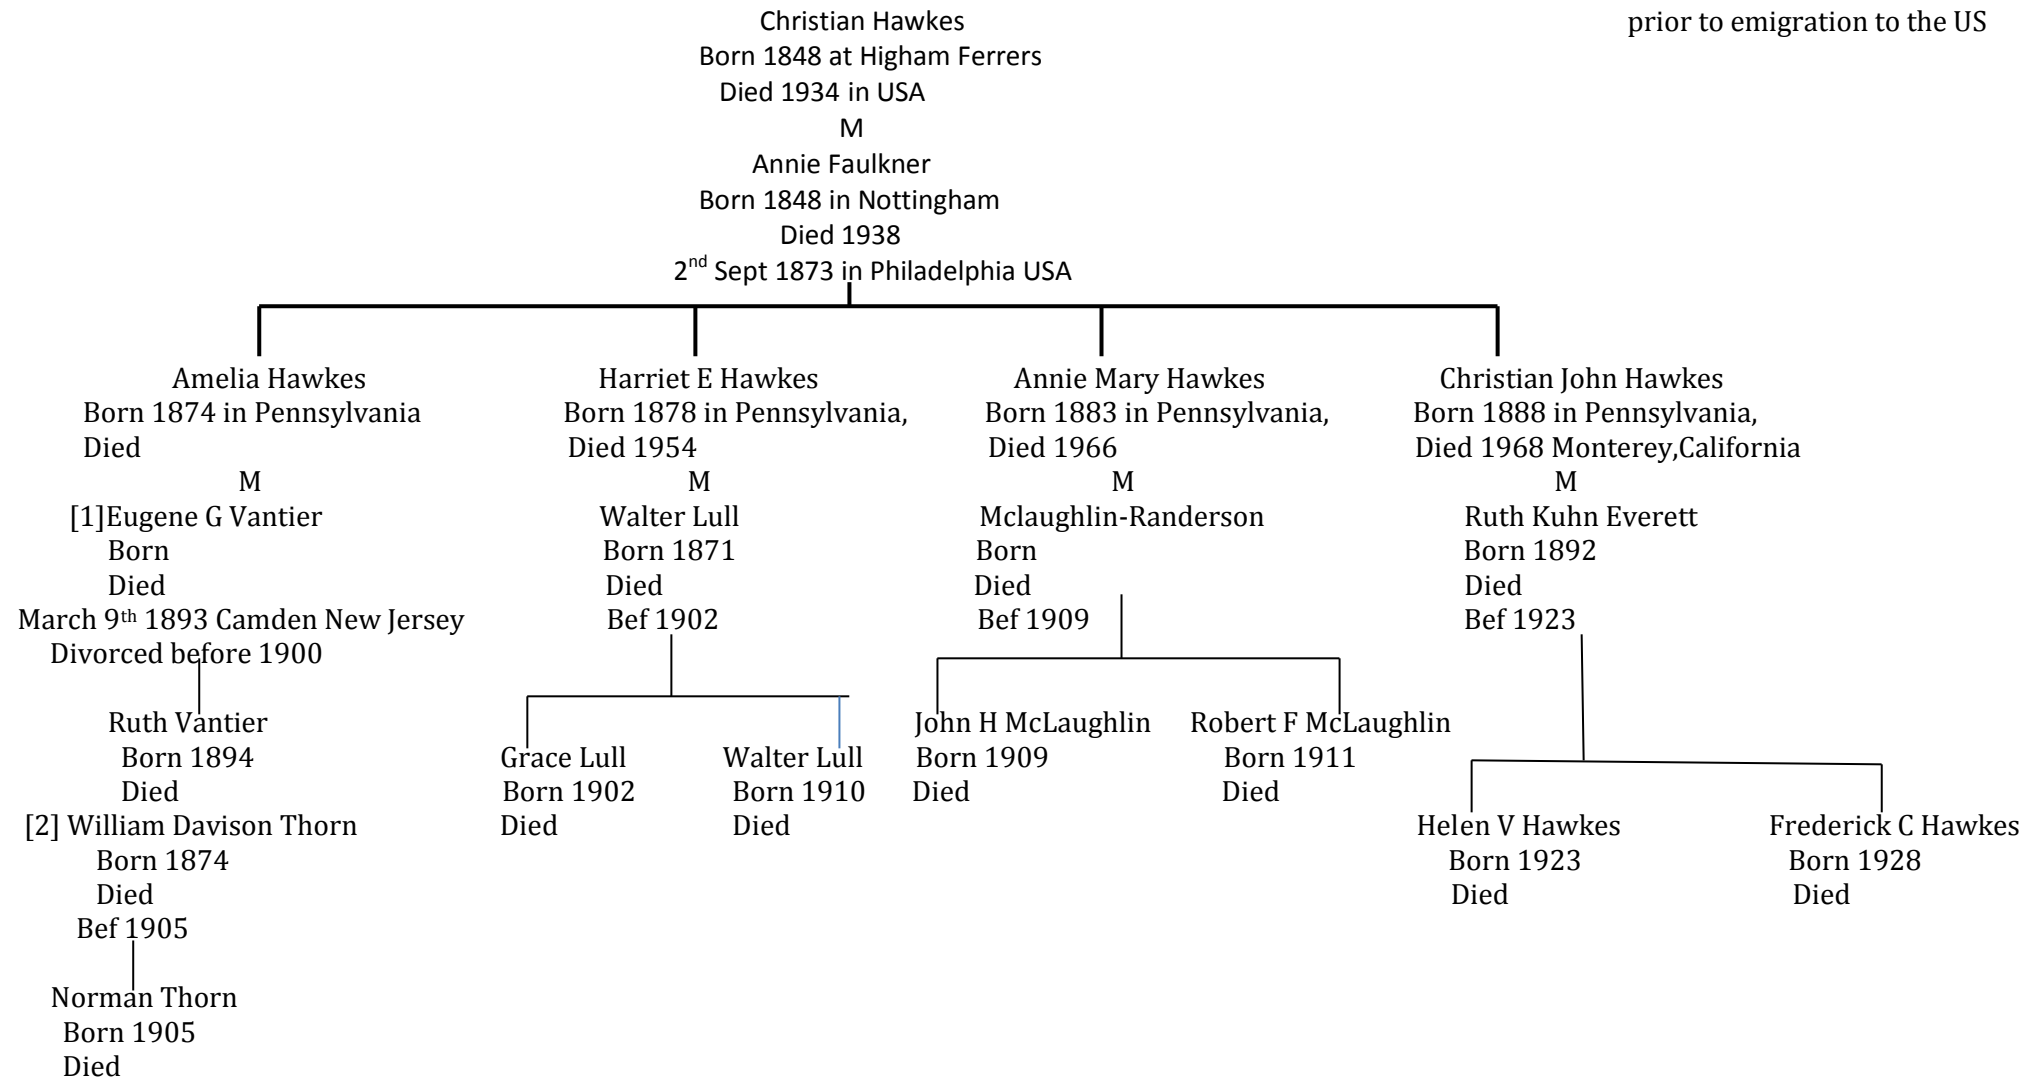 prior to emigration to the US
Christian Hawkes
Born 1848 at Higham Ferrers
Died 1934 in USA
M
Annie Faulkner
Born 1848 in Nottingham
Died 1938
2nd Sept 1873 in Philadelphia USA
Amelia Hawkes
Born 1874 in Pennsylvania
Died
M
[1]Eugene G Vantier
Born
Died
March 9th 1893 Camden New Jersey
Divorced before 1900
Ruth Vantier
Born 1894
Died
[2] William Davison Thorn
Born 1874
Died
Bef 1905
Norman Thorn
Born 1905
Died
Harriet E Hawkes
Born 1878 in Pennsylvania,
Died 1954
M
Walter Lull
Born 1871
Died
Bef 1902
Grace Lull
Born 1902
Died
Walter Lull
Born 1910
Died
Annie Mary Hawkes
Born 1883 in Pennsylvania,
Died 1966
M
Mclaughlin-Randerson
Born
Died
Bef 1909
John H McLaughlin
Born 1909
Died
Robert F McLaughlin
Born 1911
Died
Christian John Hawkes
Born 1888 in Pennsylvania,
Died 1968 Monterey,California
M
Ruth Kuhn Everett
Born 1892
Died
Bef 1923
Helen V Hawkes
Born 1923
Died
Frederick C Hawkes
Born 1928
Died